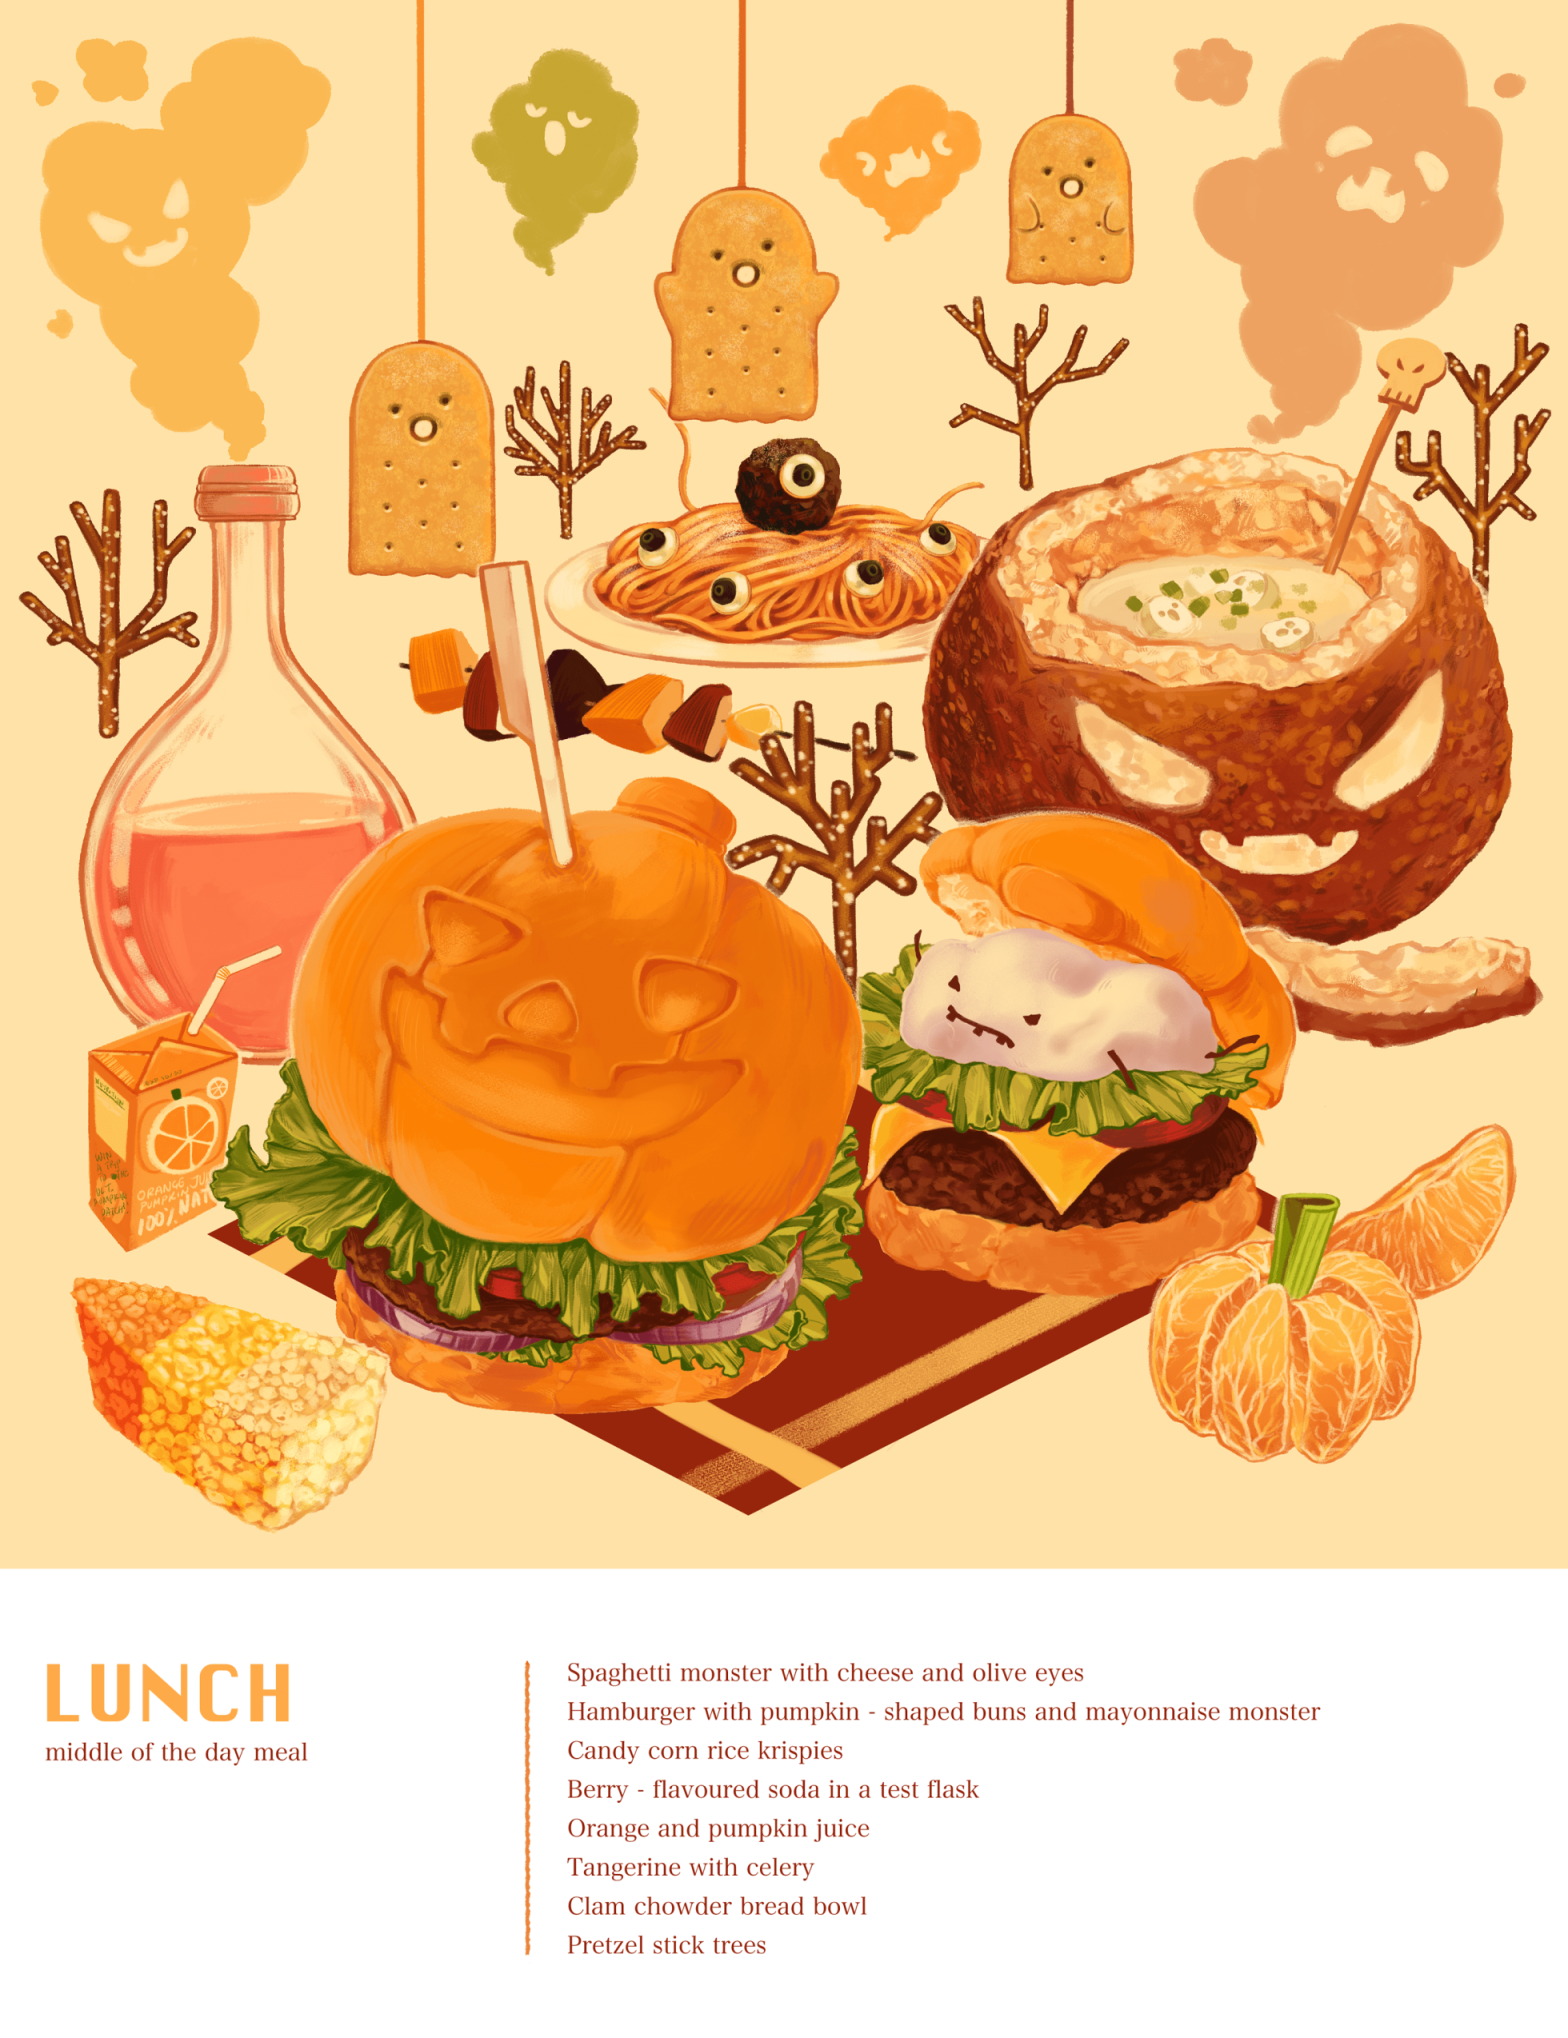 ORANGE, JU
PUMPKIN
100% NAT
WIN
A TRIP
LUNCH
middle of the day meal
Spaghetti monster with cheese and olive eyes
Hamburger with pumpkin - shaped buns and mayonnaise monster
Candy corn rice krispies
Berry - flavoured soda in a test flask
Orange and pumpkin juice
Tangerine with celery
Clam chowder bread bowl
Pretzel stick trees